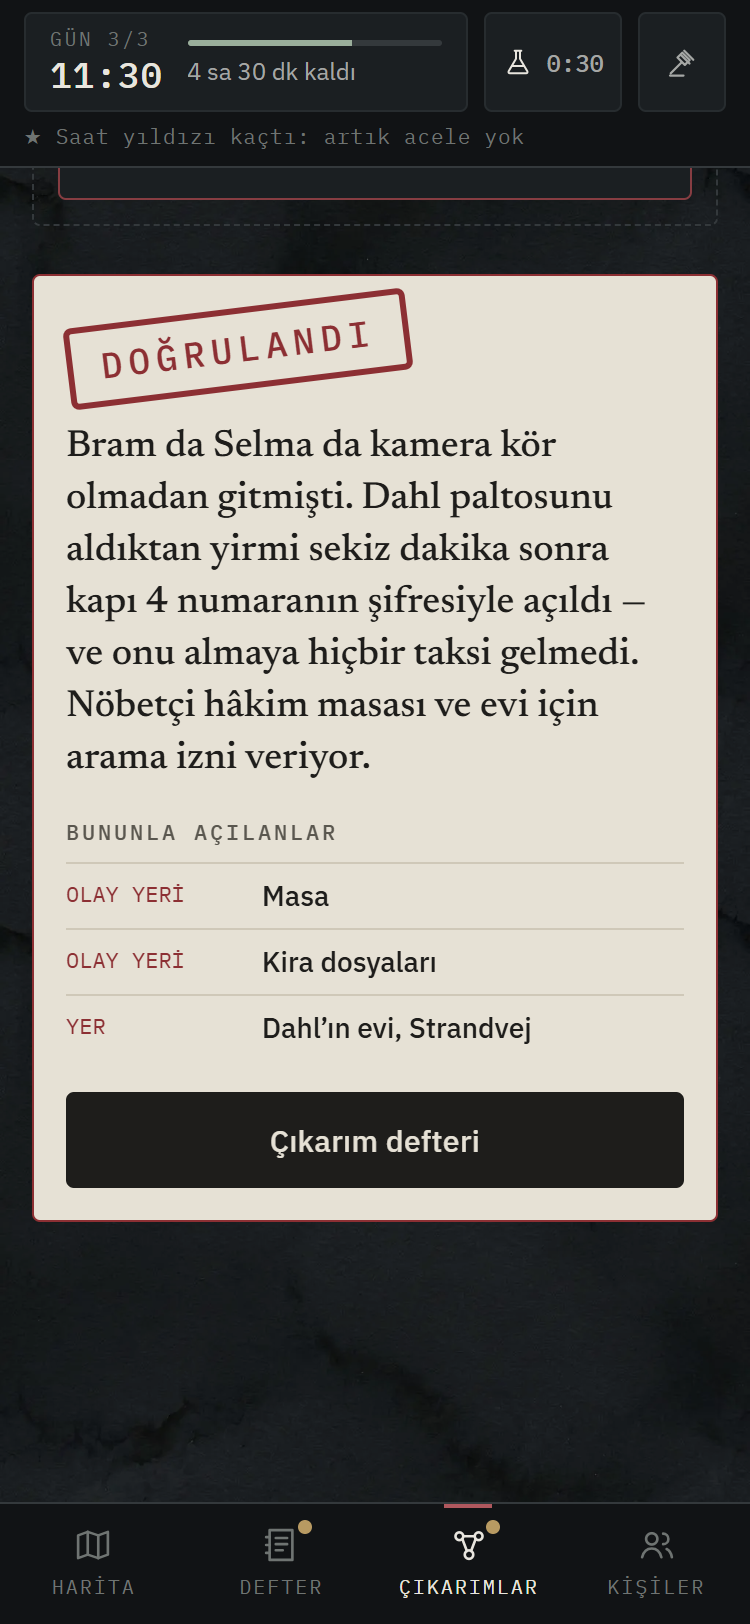 GÜN 3/3
11:30
4 sa 30 dk kaldı
0:30
★ Saat yıldızı kaçtı: artık acele yok
DOĞRULANDI
Bram da Selma da kamera kör
olmadan gitmişti. Dahl paltosunu
aldıktan yirmi sekiz dakika sonra
kapı 4 numaranın şifresiyle açıldı —
ve onu almaya hiçbir taksi gelmedi.
Nöbetçi hâkim masası ve evi için
arama izni veriyor.
BUNUNLA AÇILANLAR
OLAY YERİ Masa
OLAY YERİ Kira dosyaları
YER Dahl’ın evi, Strandvej
Çıkarım defteri
HARİTA DEFTER ÇIKARIMLAR KİŞİLER